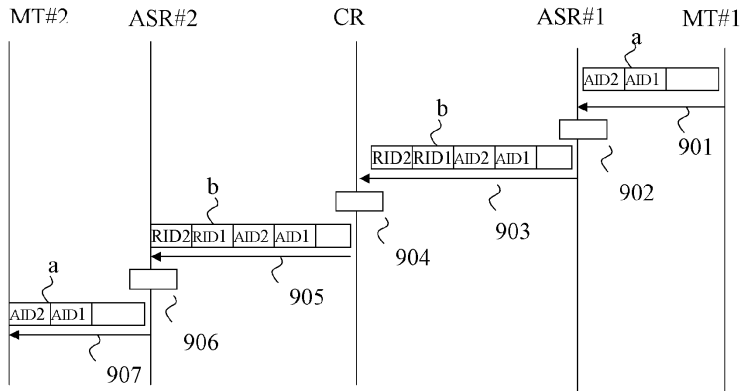 MT#2 ASR#2 CR ASR#1 MT#1
a
AID2 AID1
901
b
902
RID2 RID1 AID2 AID1
903
b
904
RID2 RID1 AID2 AID1
905
a
906
AID2 AID1
907